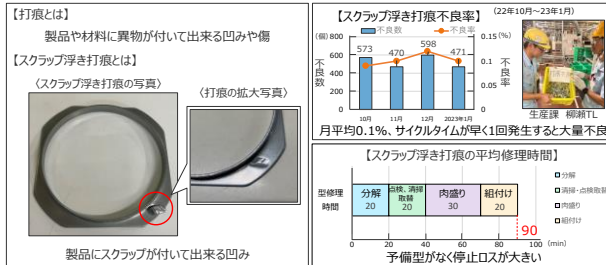 【打痕とは】
製品や材料に異物が付いて出来る凹みや傷
【スクラップ浮き打痕とは】
〈スクラップ浮き打痕の写真〉
〈打痕の拡大写真〉
製品にスクラップが付いて出来る凹み
【スクラップ浮き打痕不良率】
(22年10月～23年1月)
(個)
不良数
不良率
(%)
800
600
400
200
0
0.15
0.1
0.05
0
573
470
598
471
不良数
不良率
10月
11月
12月
2023年1月
生産課 柳瀬TL
月平均0.1%、サイクルタイムが早く1回発生すると大量不良
【スクラップ浮き打痕の平均修理時間】
型修理
時間
分解
20
点検、清掃
取替
20
肉盛り
30
組付け
20
分解
清掃・点検取替
肉盛り
組付け
90
0
20
40
60
80
100
(min)
予備型がなく停止ロスが大きい